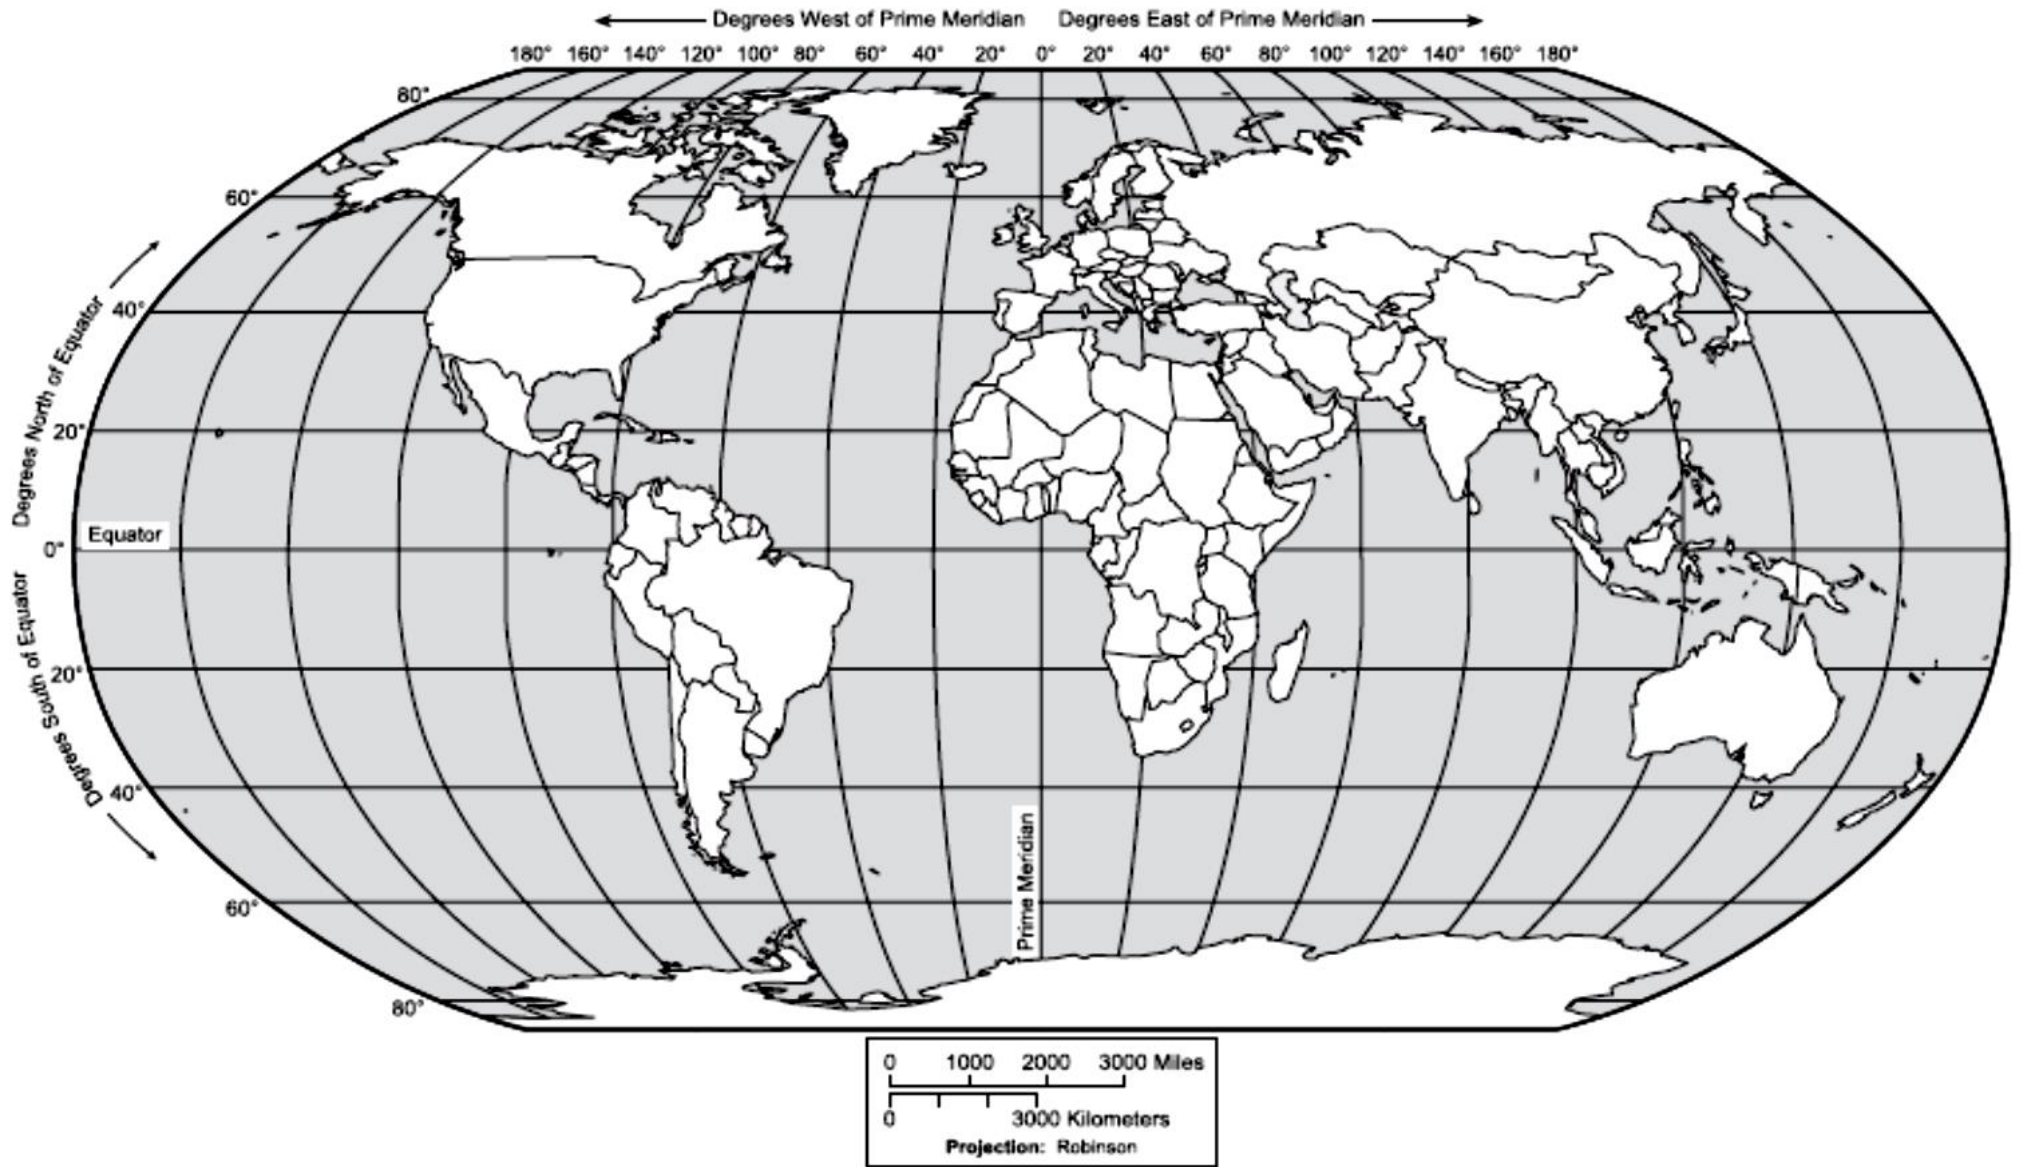 Degrees West of Prime Meridian Degrees East of Prime Meridian
180° 160° 140° 120° 100° 80° 60° 40° 20° 0° 20° 40° 60° 80° 100° 120° 140° 160° 180°
80°
60°
40°
20°
0°
20°
40°
60°
80°
Degrees North of Equator
Degrees South of Equator
Equator
Prime Meridian
0 1000 2000 3000 Miles
0 3000 Kilometers
Projection: Robinson